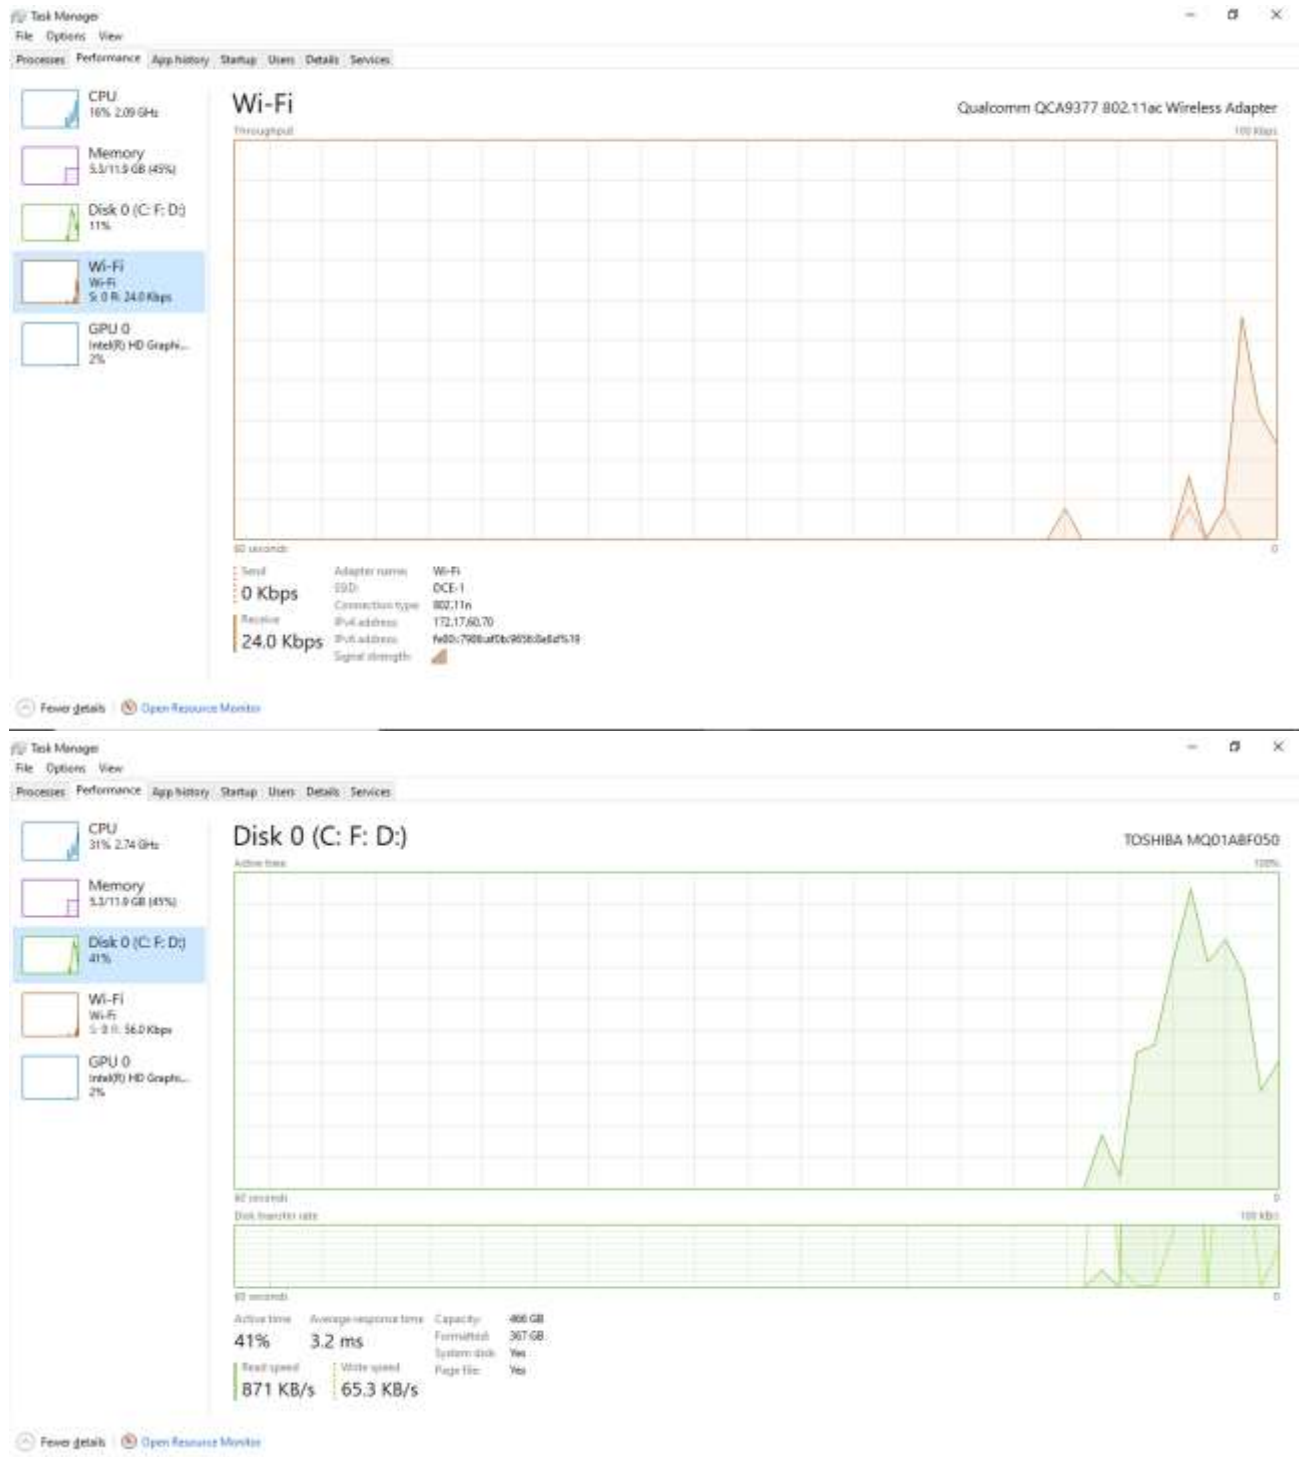 Task Manager
File Options View
Processes Performance App history Startup Users Details Services
CPU
16% 2.09 GHz
Memory
5.3/11.9 GB (45%)
Disk 0 (C: F: D:)
11%
Wi-Fi
Wi-Fi
S: 0 R: 24.0 Kbps
GPU 0
Intel(R) HD Graphi...
2%
Wi-Fi
Qualcomm QCA9377 802.11ac Wireless Adapter
Throughput
100 Kbps
60 seconds
0
Send
0 Kbps
Receive
24.0 Kbps
Adapter name: Wi-Fi
SSID: DCE-1
Connection type: 802.11n
IPv4 address: 172.17.60.70
IPv6 address:
Signal strength:
Fewer details
Open Resource Monitor
Task Manager
File Options View
Processes Performance App history Startup Users Details Services
CPU
31% 2.74 GHz
Memory
5.3/11.9 GB (45%)
Disk 0 (C: F: D:)
41%
Wi-Fi
Wi-Fi
S: 0 R: 56.0 Kbps
GPU 0
Intel(R) HD Graphi...
2%
Disk 0 (C: F: D:)
TOSHIBA MQ01ABF050
Active time
100%
60 seconds
0
Disk transfer rate
100 KB/s
60 seconds
0
Active time
41%
Average response time
3.2 ms
Read speed
871 KB/s
Write speed
65.3 KB/s
Capacity: 466 GB
Formatted: 367 GB
System disk: Yes
Page file: Yes
Fewer details
Open Resource Monitor